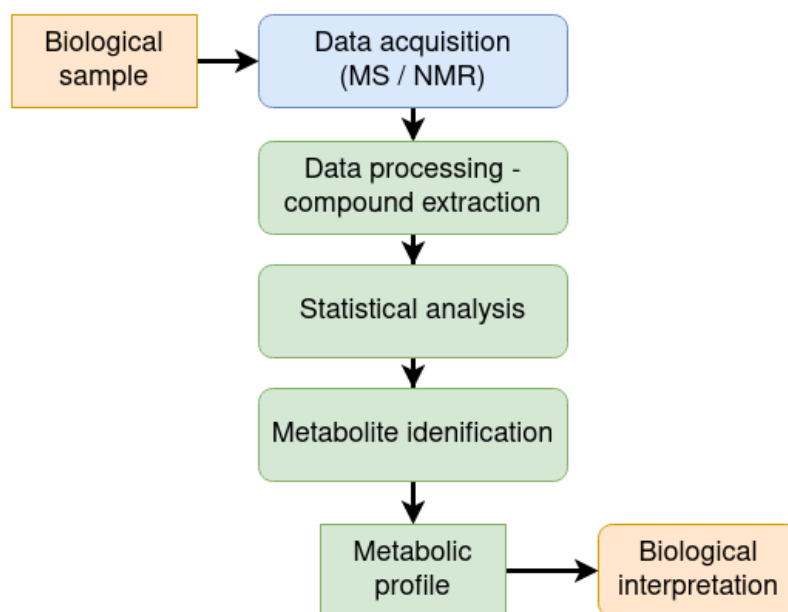 Biological
sample
Data acquisition
(MS / NMR)
Data processing -
compound extraction
Statistical analysis
Metabolite idenification
Metabolic
profile
Biological
interpretation